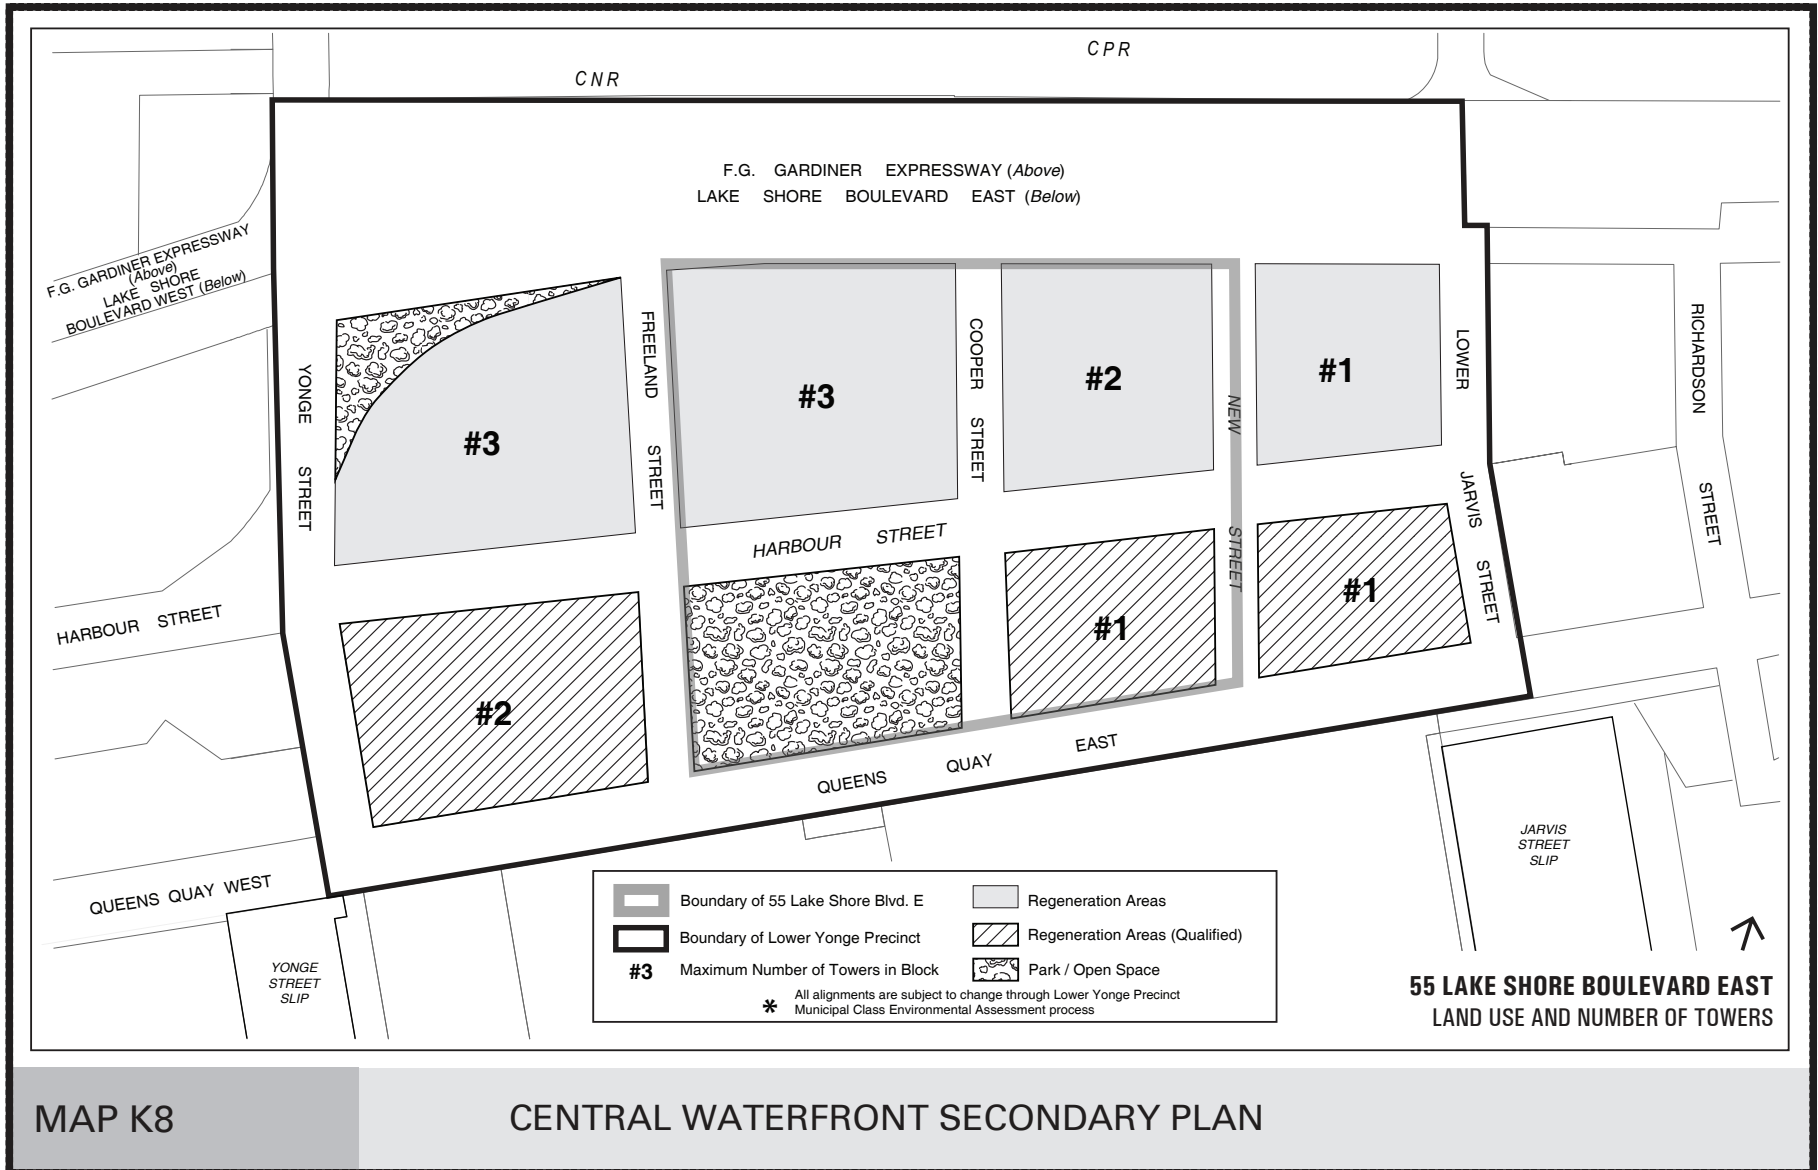 CPR
CNR
F.G. GARDINER EXPRESSWAY (Above)
LAKE SHORE BOULEVARD EAST (Below)
F.G. GARDINER EXPRESSWAY
(Above)
LAKE SHORE
BOULEVARD WEST (Below)
YONGE STREET
FREELAND STREET
COOPER STREET
NEW STREET
LOWER JARVIS STREET
RICHARDSON STREET
#3
#3
#2
#1
HARBOUR STREET
HARBOUR STREET
#2
#1
#1
QUEENS QUAY EAST
QUEENS QUAY WEST
YONGE
STREET
SLIP
JARVIS
STREET
SLIP
Boundary of 55 Lake Shore Blvd. E
Boundary of Lower Yonge Precinct
#3 Maximum Number of Towers in Block
Regeneration Areas
Regeneration Areas (Qualified)
Park / Open Space
* All alignments are subject to change through Lower Yonge Precinct
Municipal Class Environmental Assessment process
55 LAKE SHORE BOULEVARD EAST
LAND USE AND NUMBER OF TOWERS
MAP K8
CENTRAL WATERFRONT SECONDARY PLAN